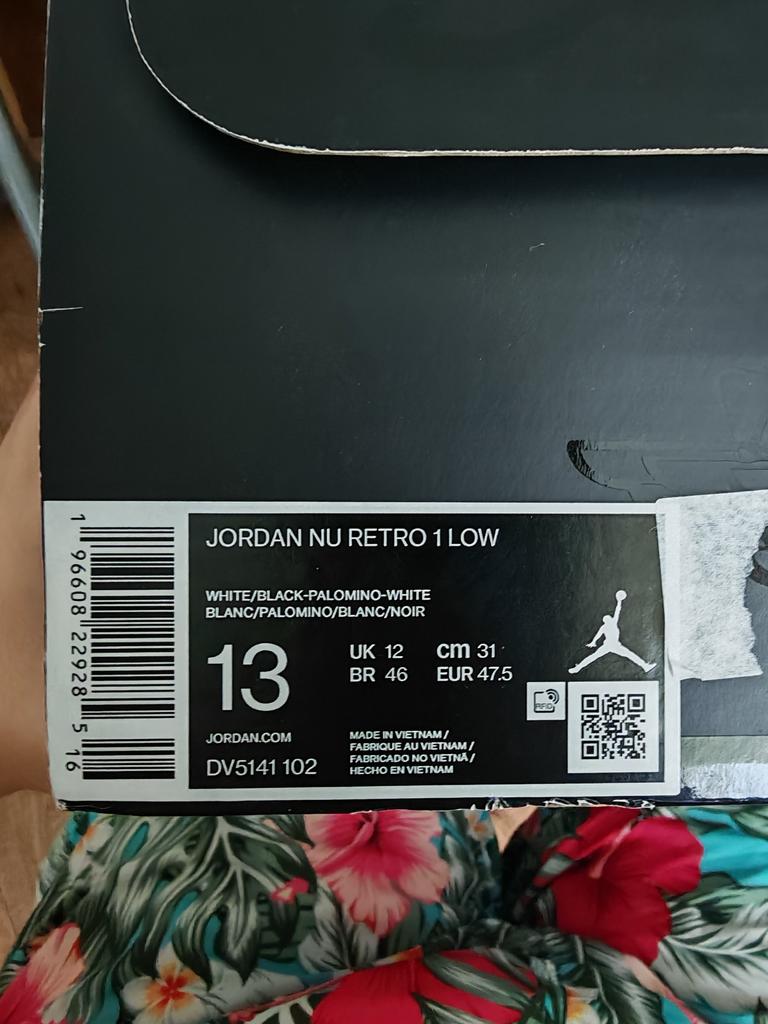 JORDAN NU RETRO 1 LOW
WHITE/BLACK-PALOMINO-WHITE
BLANC/PALOMINO/BLANC/NOIR
13
UK 12
cm 31
BR 46
EUR 47.5
RFID
JORDAN.COM
DV5141 102
MADE IN VIETNAM /
FABRIQUE AU VIETNAM /
FABRICADO NO VIETNÃ /
HECHO EN VIETNAM
1 96608 22928 5 16